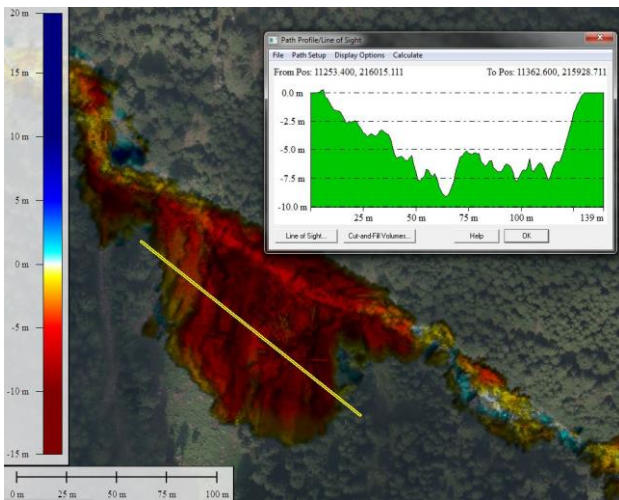 20 m
15 m
10 m
5 m
0 m
-5 m
-10 m
-15 m
Path Profile/Line of Sight
File Path Setup Display Options Calculate
From Pos: 11253.400, 216015.111 To Pos: 11362.600, 215928.711
0.0 m
-2.5 m
-5.0 m
-7.5 m
-10.0 m
25 m 50 m 75 m 100 m 139 m
Line of Sight... Cut-and-Fill Volumes... Help OK
0 m 25 m 50 m 75 m 100 m